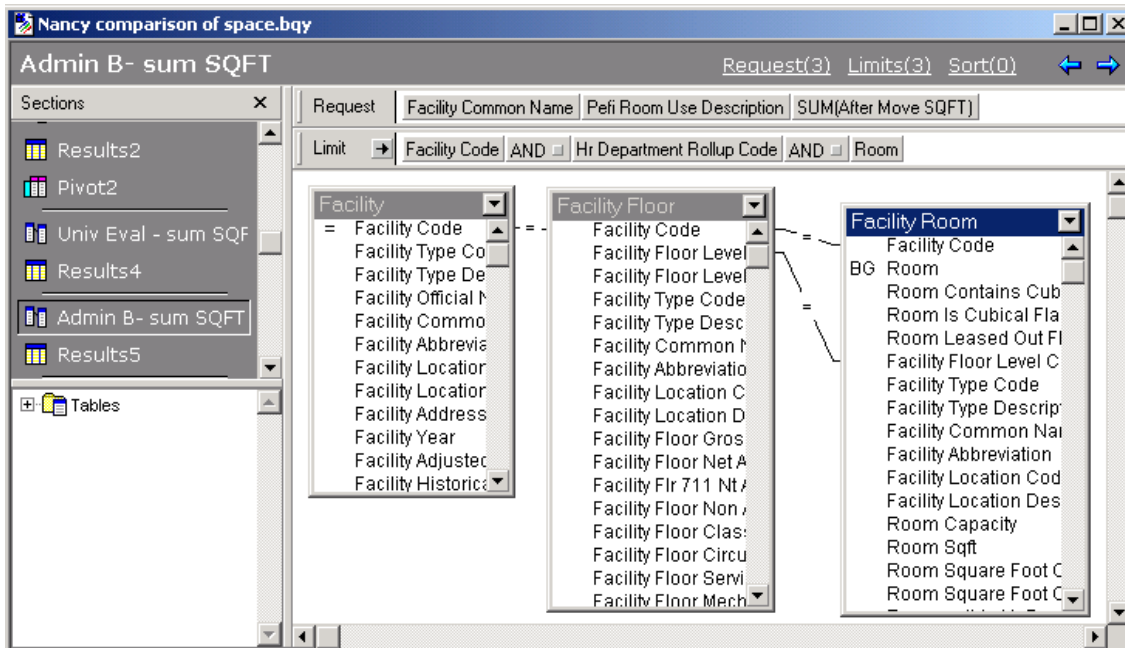 Nancy comparison of space.bqy
Admin B- sum SQFT Request(3) Limits(3) Sort(0)
Sections
Results2
Pivot2
Univ Eval - sum SQF
Results4
Admin B- sum SQFT
Results5
Tables
Request Facility Common Name Pefi Room Use Description SUM(After Move SQFT)
Limit Facility Code AND Hr Department Rollup Code AND Room
Facility
= Facility Code
Facility Type Co
Facility Type De
Facility Official N
Facility Commo
Facility Abbrevia
Facility Location
Facility Location
Facility Address
Facility Year
Facility Adjusted
Facility Historica
=
Facility Floor
Facility Code
Facility Floor Level
Facility Floor Level
Facility Type Code
Facility Type Desc
Facility Common N
Facility Abbreviatio
Facility Location C
Facility Location D
Facility Floor Gros
Facility Floor Net A
Facility Flr 711 Nt A
Facility Floor Non A
Facility Floor Clas
Facility Floor Circu
Facility Floor Servi
Facility Floor Mech
=
=
Facility Room
Facility Code
BG Room
Room Contains Cub
Room Is Cubical Fla
Room Leased Out Fl
Facility Floor Level C
Facility Type Code
Facility Type Descrip
Facility Common Nam
Facility Abbreviation
Facility Location Cod
Facility Location Des
Room Capacity
Room Sqft
Room Square Foot C
Room Square Foot C